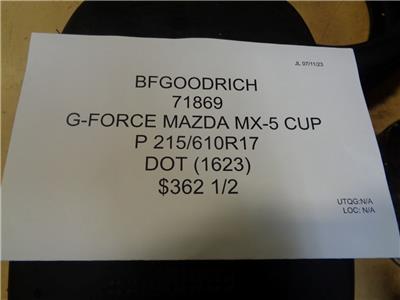 JL 07/11/23
BFGOODRICH
71869
G-FORCE MAZDA MX-5 CUP
P 215/610R17
DOT (1623)
$362 1/2
UTQG:N/A
LOC: N/A